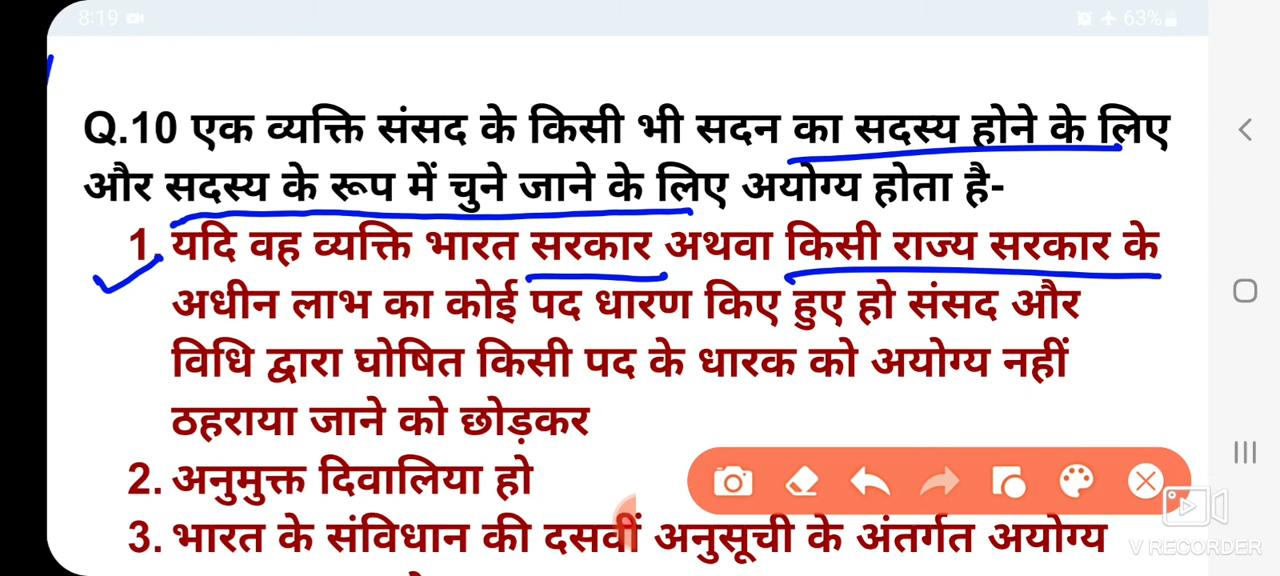 8:19
63%
Q.10 एक व्यक्ति संसद के किसी भी सदन का सदस्य होने के लिए
और सदस्य के रूप में चुने जाने के लिए अयोग्य होता है-
1. यदि वह व्यक्ति भारत सरकार अथवा किसी राज्य सरकार के
अधीन लाभ का कोई पद धारण किए हुए हो संसद और
विधि द्वारा घोषित किसी पद के धारक को अयोग्य नहीं
ठहराया जाने को छोड़कर
2. अनुमुक्त दिवालिया हो
3. भारत के संविधान की दसवीं अनुसूची के अंतर्गत अयोग्य
V RECORDER